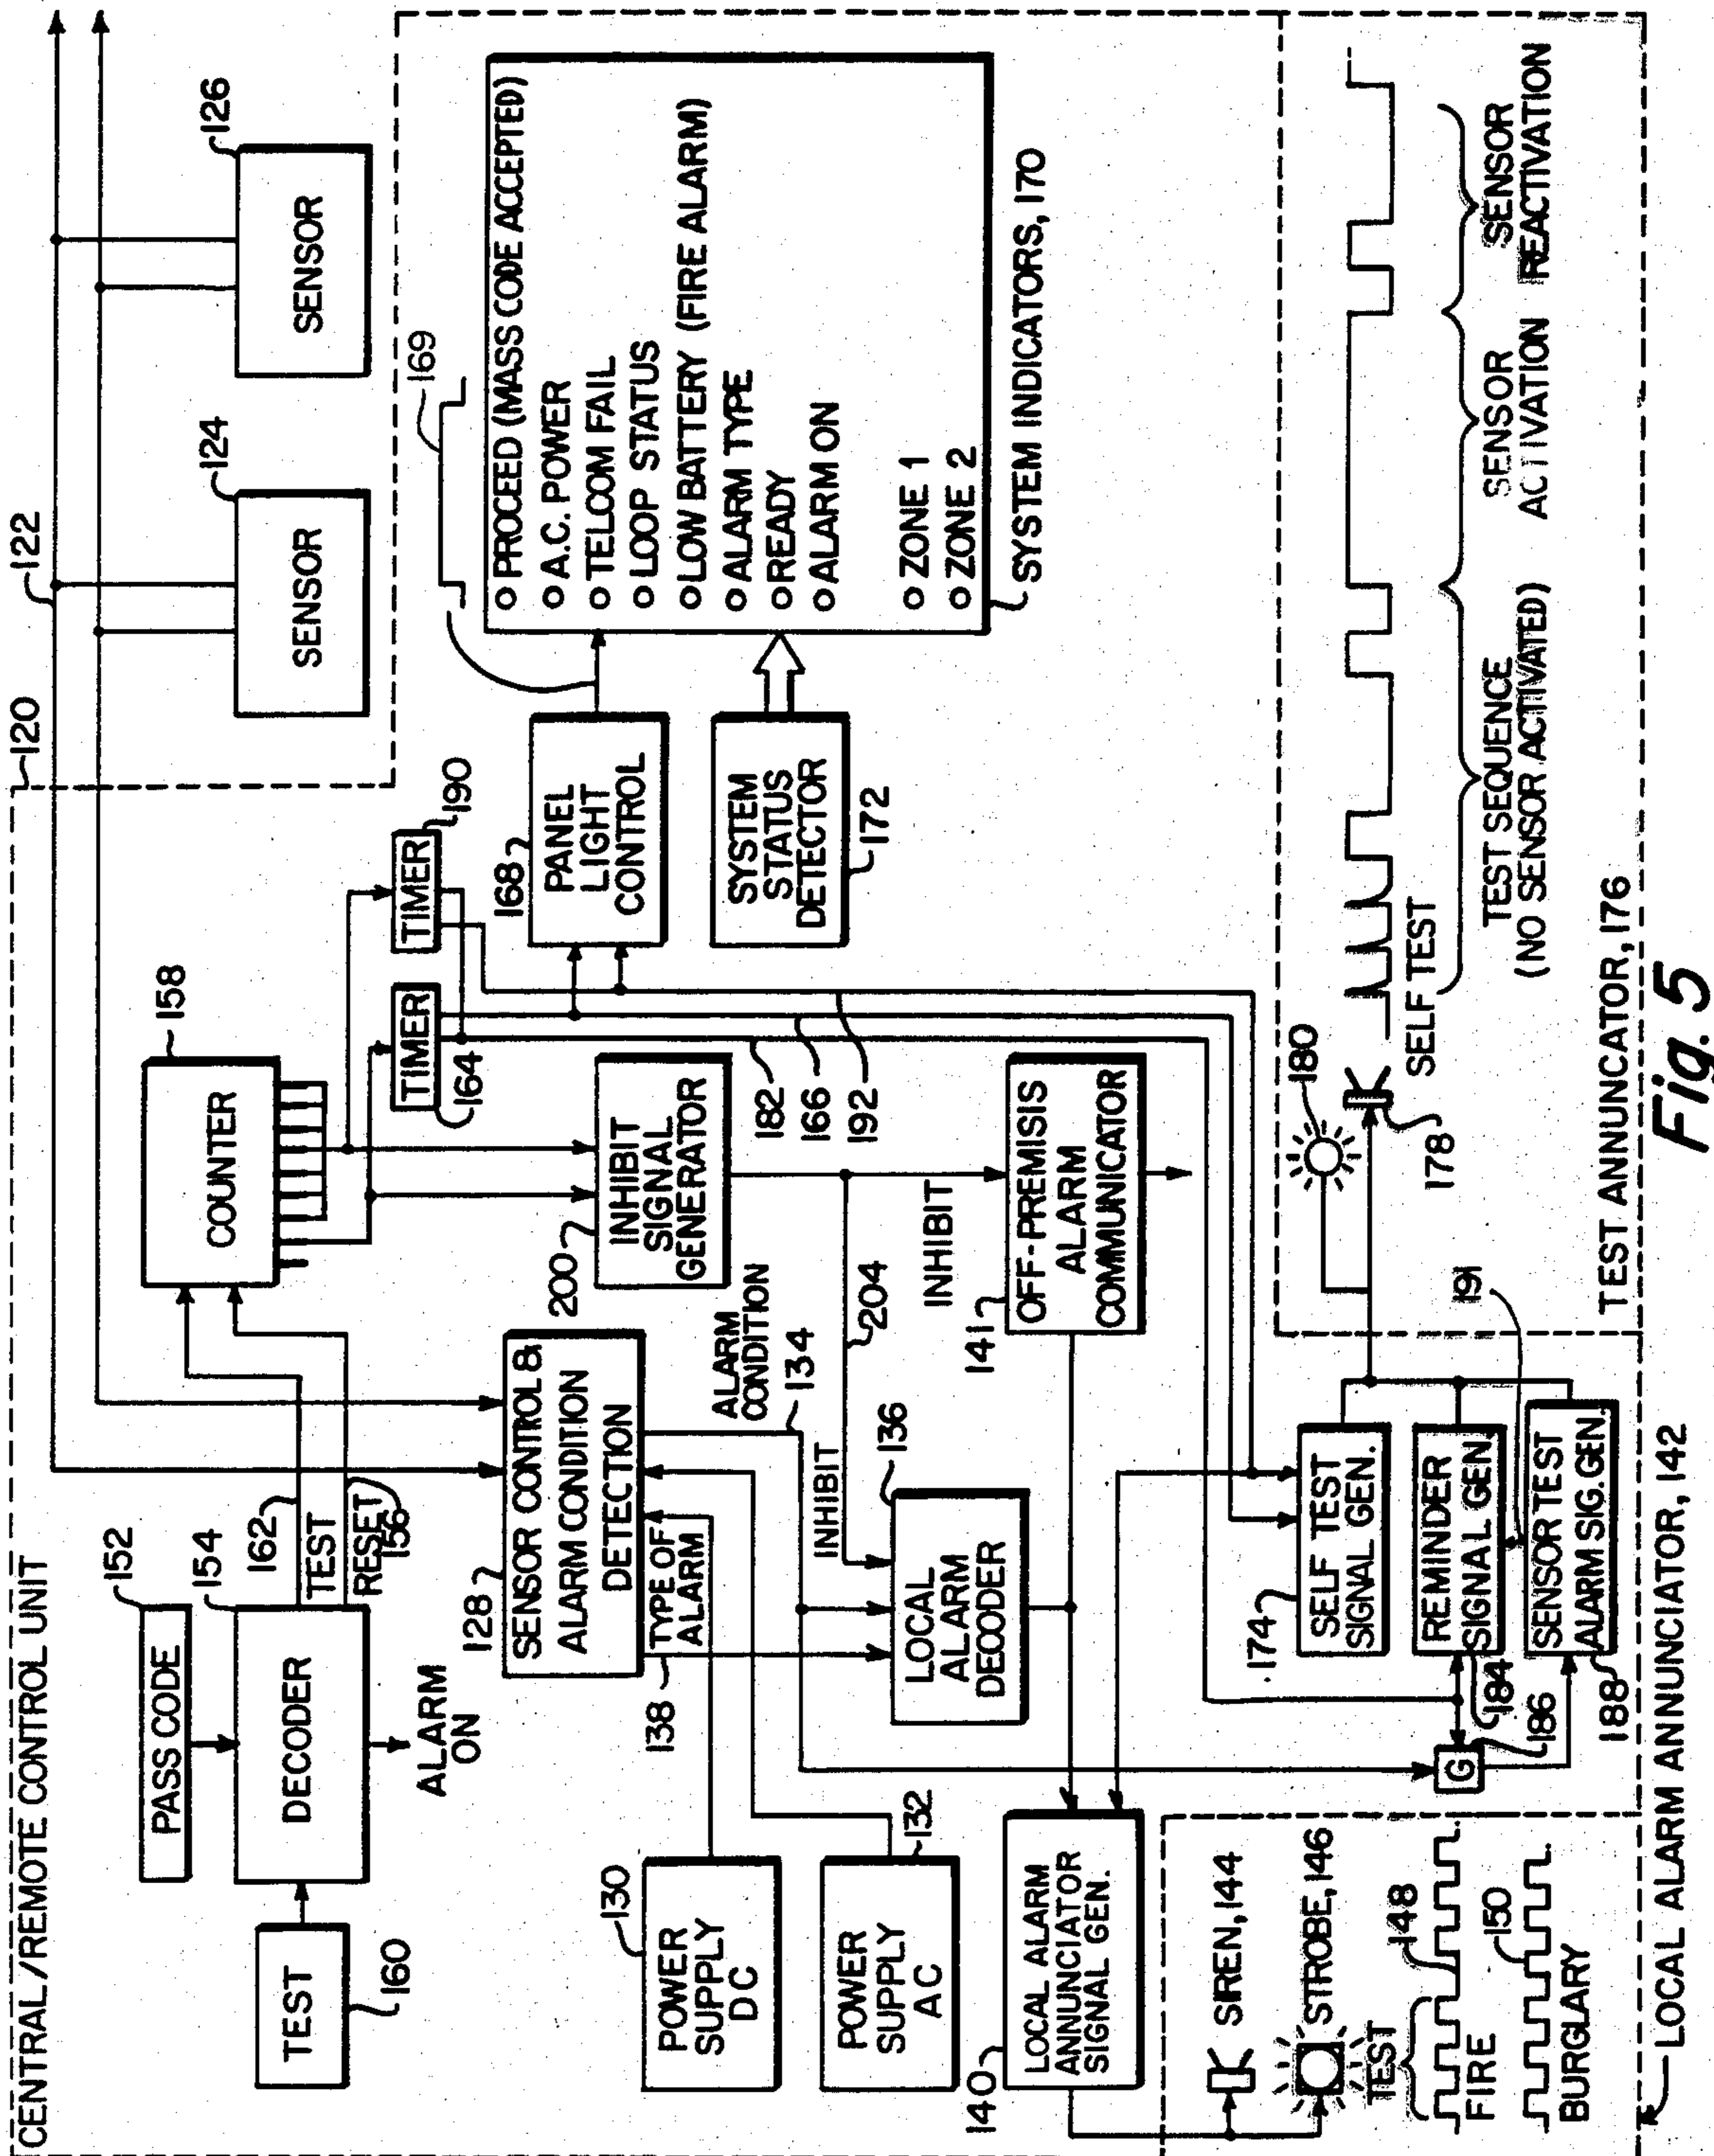 CENTRAL/REMOTE CONTROL UNIT
120
122
SENSOR
124
SENSOR
126
PASS CODE
152
TEST
160
DECODER
154
162
TEST
RESET
156
ALARM
ON
COUNTER
158
TIMER
164
TIMER
190
POWER
SUPPLY
DC
130
POWER
SUPPLY
AC
132
128
SENSOR CONTROL &
ALARM CONDITION
DETECTION
TYPE OF
ALARM
138
ALARM
CONDITION
134
200
INHIBIT
SIGNAL
GENERATOR
182
166
192
168
PANEL
LIGHT
CONTROL
SYSTEM
STATUS
DETECTOR
172
169
PROCEED (MASS CODE ACCEPTED)
A.C. POWER
TELCOM FAIL
LOOP STATUS
LOW BATTERY (FIRE ALARM)
ALARM TYPE
READY
ALARM ON
ZONE 1
ZONE 2
SYSTEM INDICATORS, 170
INHIBIT
204
INHIBIT
LOCAL
ALARM
DECODER
136
141
OFF-PREMISIS
ALARM
COMMUNICATOR
140
LOCAL ALARM
ANNUNCIATOR
SIGNAL GEN.
SIREN, 144
STROBE, 146
TEST
148
FIRE
150
BURGLARY
LOCAL ALARM ANNUNCIATOR, 142
174
SELF TEST
SIGNAL GEN.
REMINDER
SIGNAL GEN.
184
191
G
186
SENSOR TEST
ALARM SIG. GEN.
188
180
178
SELF TEST
TEST SEQUENCE
(NO SENSOR ACTIVATED)
SENSOR
ACTIVATION
SENSOR
REACTIVATION
TEST ANNUNCATOR, 176
Fig. 5